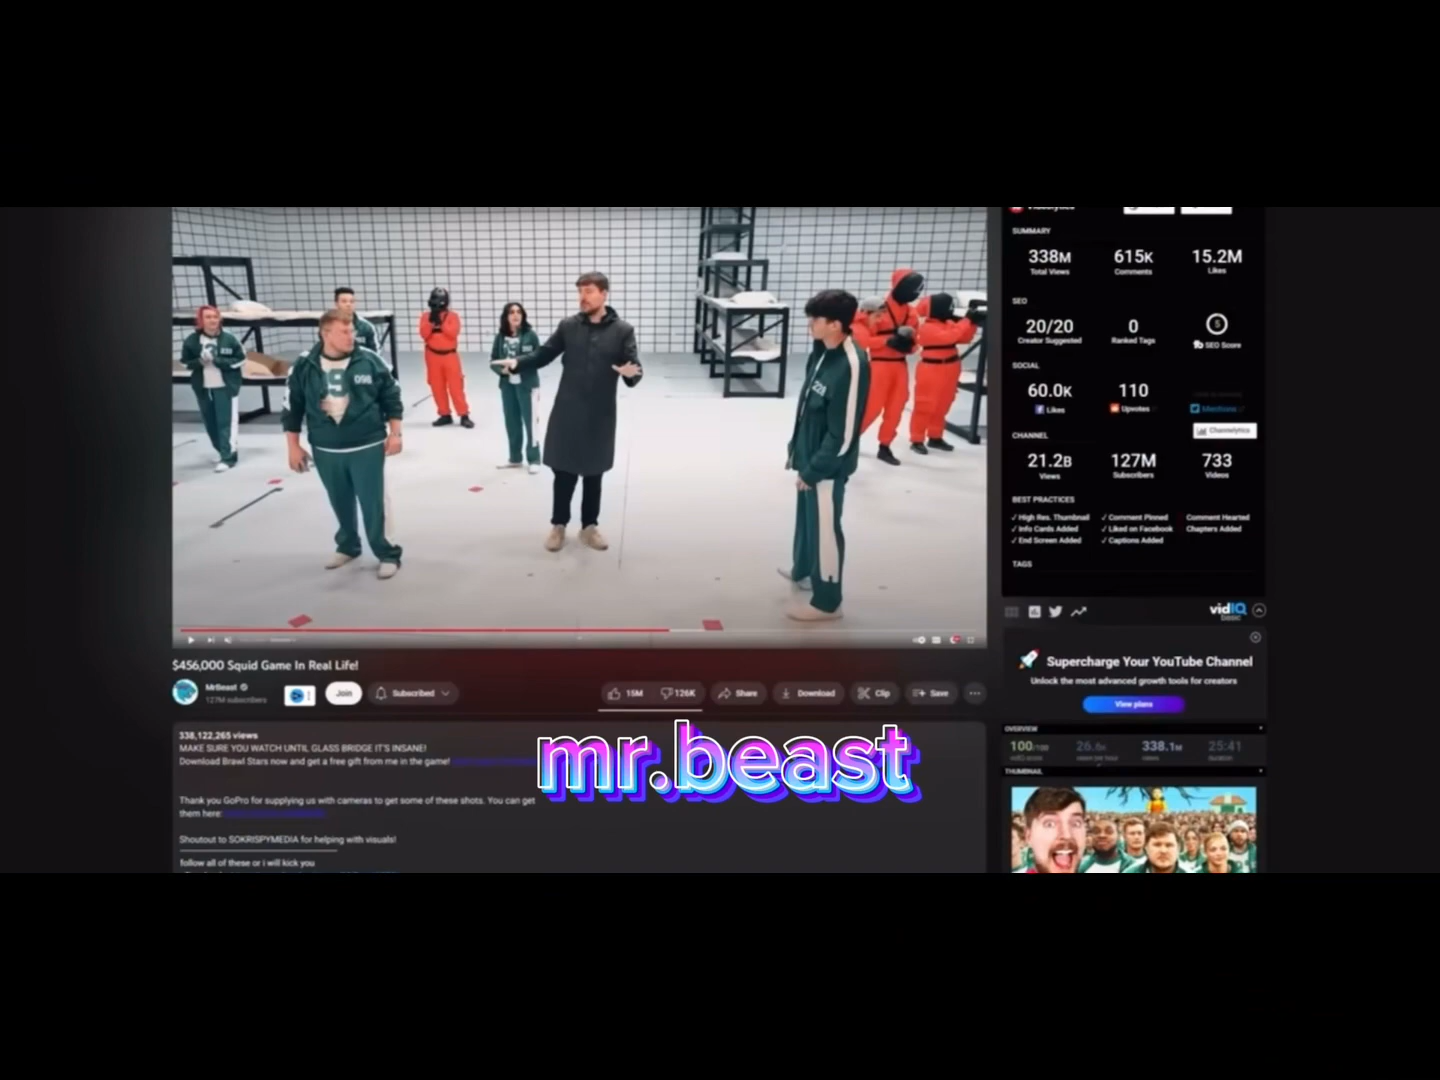 SUMMARY
338M 615K 15.2M
Total Views Comments Likes
SEO
20/20 0 5
Creator Suggested Ranked Tags SEO Score
SOCIAL
60.0K 110
Likes Upvotes Mentions
Channelytics
CHANNEL
21.2B 127M 733
Views Subscribers Videos
BEST PRACTICES
✓ High Res. Thumbnail ✓ Comment Pinned Comment Hearted
✓ Info Cards Added ✓ Liked on Facebook Chapters Added
✓ End Screen Added ✓ Captions Added
TAGS
vidIQ
basic
Supercharge Your YouTube Channel
Unlock the most advanced growth tools for creators
View plans
OVERVIEW
100/100 26.6K 338.1M 25:41
views duration
THUMBNAIL
098
228
$456,000 Squid Game In Real Life!
MrBeast
127M subscribers
Join
Subscribed
15M 126K Share Download Clip Save
338,122,265 views
MAKE SURE YOU WATCH UNTIL GLASS BRIDGE IT'S INSANE!
Download Brawl Stars now and get a free gift from me in the game!
mr.beast
Thank you GoPro for supplying us with cameras to get some of these shots. You can get
them here:
Shoutout to SOKRISPYMEDIA for helping with visuals!
follow all of these or i will kick you